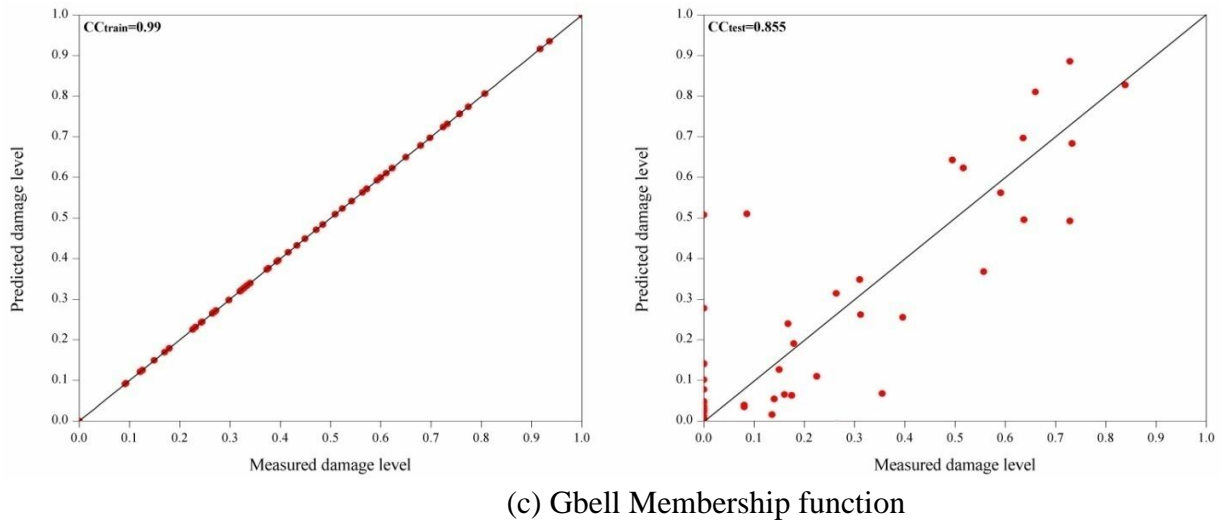 CCtrain=0.99
1.0
0.9
0.8
0.7
0.6
0.5
0.4
0.3
0.2
0.1
0.0
Predicted damage level
0.0 0.1 0.2 0.3 0.4 0.5 0.6 0.7 0.8 0.9 1.0
Measured damage level
CCtest=0.855
1.0
0.9
0.8
0.7
0.6
0.5
0.4
0.3
0.2
0.1
0.0
Predicted damage level
0.0 0.1 0.2 0.3 0.4 0.5 0.6 0.7 0.8 0.9 1.0
Measured damage level
(c) Gbell Membership function